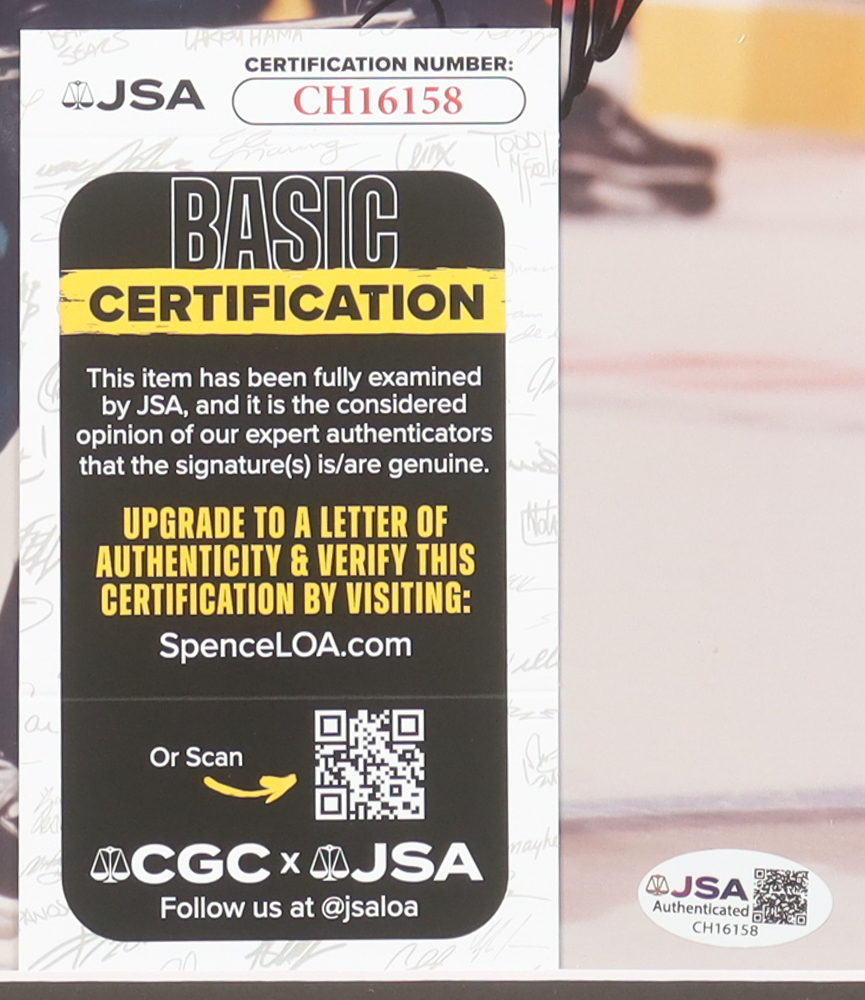 JSA
CERTIFICATION NUMBER:
CH16158
BASIC
CERTIFICATION
This item has been fully examined
by JSA, and it is the considered
opinion of our expert authenticators
that the signature(s) is/are genuine.
UPGRADE TO A LETTER OF
AUTHENTICITY & VERIFY THIS
CERTIFICATION BY VISITING:
SpenceLOA.com
Or Scan
CGC x JSA
Follow us at @jsaloa
JSA
Authenticated
CH16158